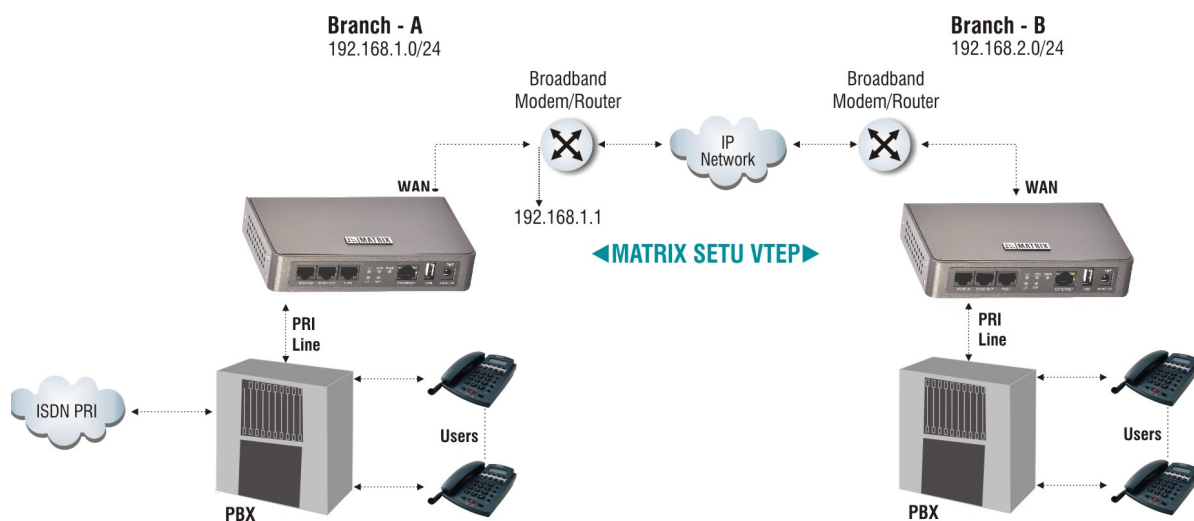 Branch - A
192.168.1.0/24
Branch - B
192.168.2.0/24
Broadband
Modem/Router
Broadband
Modem/Router
IP
Network
WAN
192.168.1.1
WAN
MATRIX SETU VTEP
MATRIX
MATRIX
ETHERNET
USB
PRI
Line
PRI
Line
ISDN PRI
Users
Users
PBX
PBX